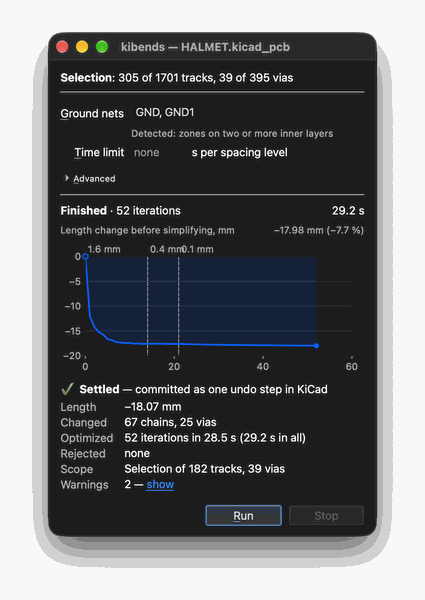 kibends — HALMET.kicad_pcb
Selection: 305 of 1701 tracks, 39 of 395 vias
Ground nets GND, GND1
Detected: zones on two or more inner layers
Time limit none s per spacing level
Advanced
Finished · 52 iterations 29.2 s
Length change before simplifying, mm −17.98 mm (−7.7 %)
1.6 mm 0.4 mm 0.1 mm
0
−5
−10
−15
−20
0 20 40 60
✓ Settled — committed as one undo step in KiCad
Length −18.07 mm
Changed 67 chains, 25 vias
Optimized 52 iterations in 28.5 s (29.2 s in all)
Rejected none
Scope Selection of 182 tracks, 39 vias
Warnings 2 — show
Run Stop